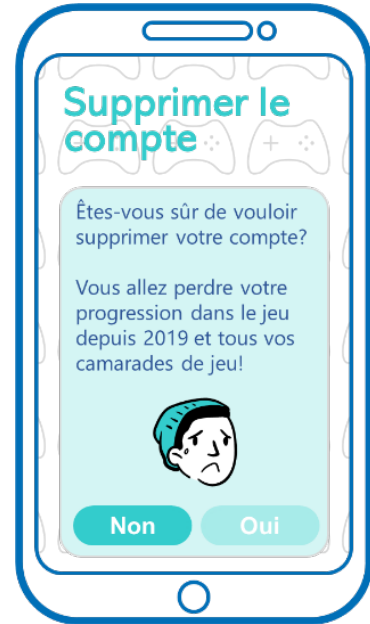 Supprimer le
compte
Êtes-vous sûr de vouloir
supprimer votre compte?
Vous allez perdre votre
progression dans le jeu
depuis 2019 et tous vos
camarades de jeu!
Non
Oui